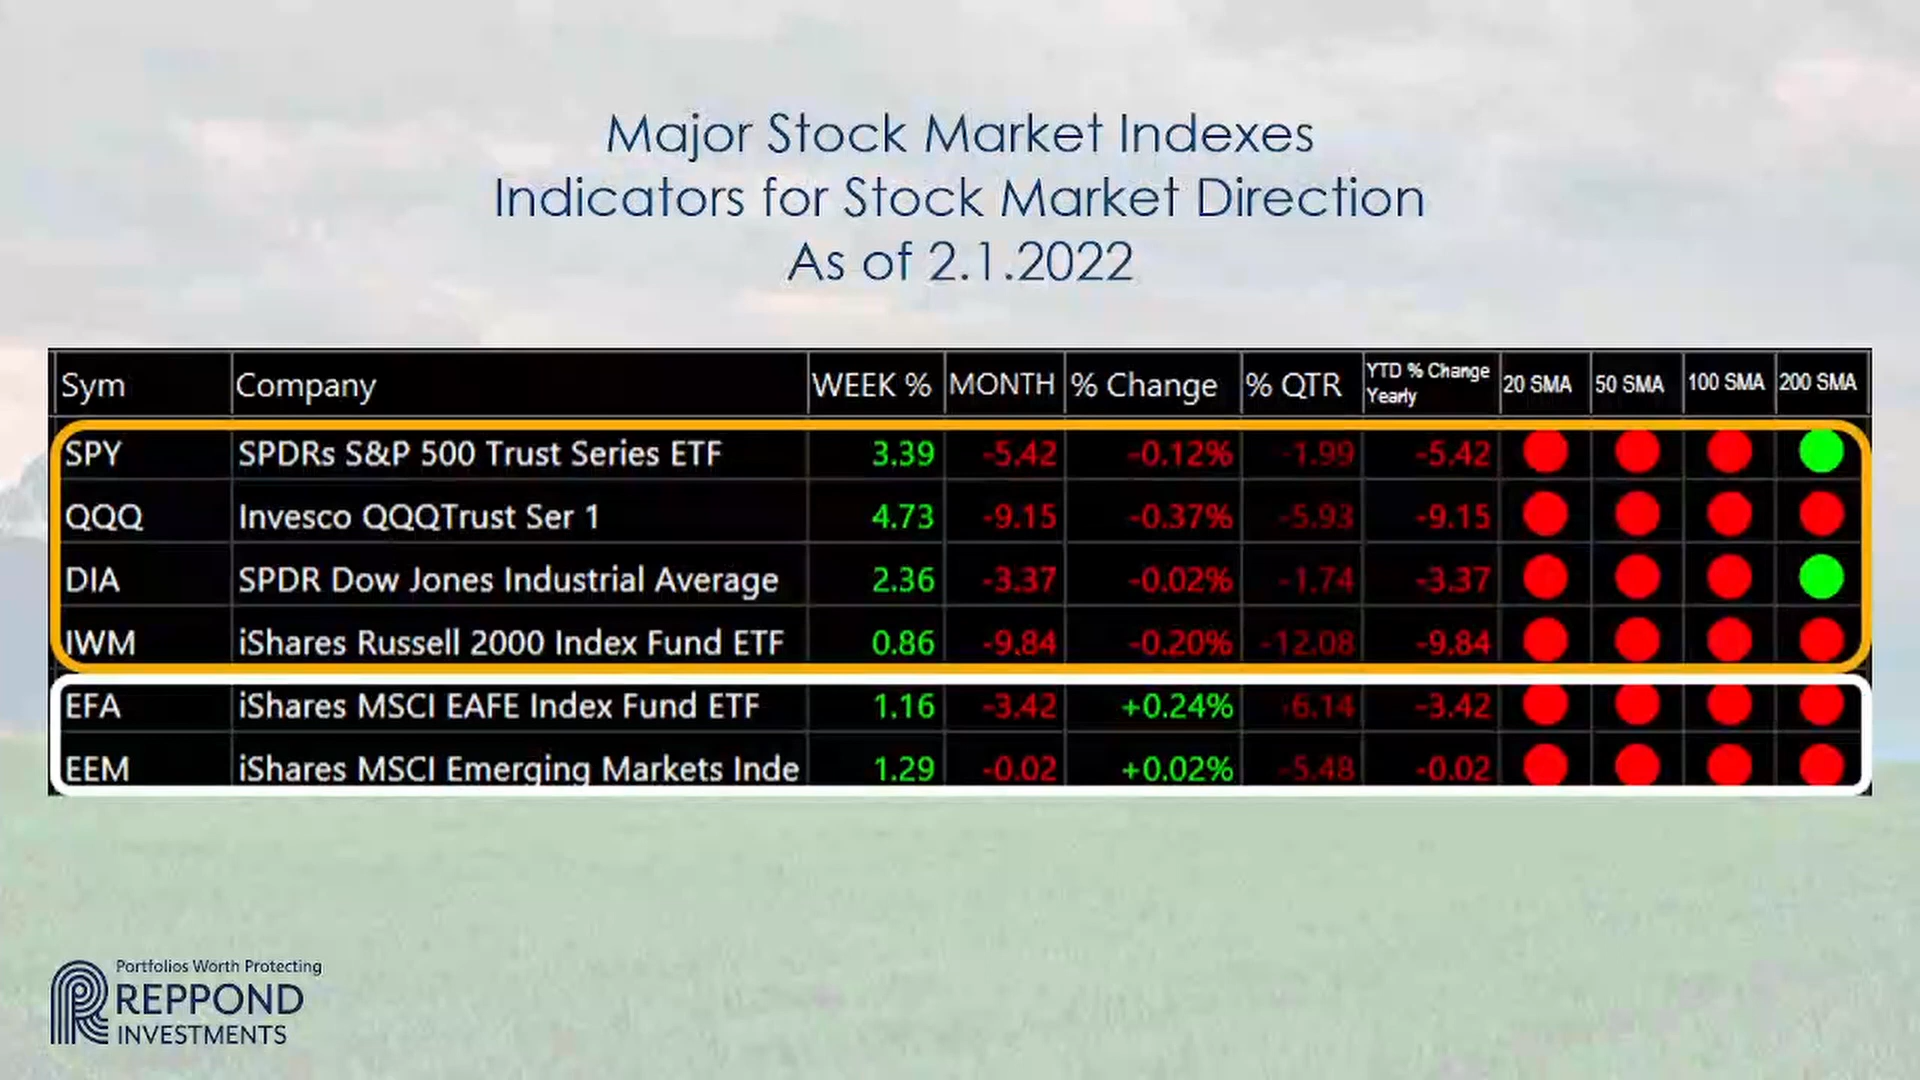 Major Stock Market Indexes
Indicators for Stock Market Direction
As of 2.1.2022
Sym Company WEEK % MONTH % Change % QTR YTD % Change Yearly 20 SMA 50 SMA 100 SMA 200 SMA
SPY SPDRs S&P 500 Trust Series ETF 3.39 -5.42 -0.12% -1.99 -5.42
QQQ Invesco QQQTrust Ser 1 4.73 -9.15 -0.37% -5.93 -9.15
DIA SPDR Dow Jones Industrial Average 2.36 -3.37 -0.02% -1.74 -3.37
IWM iShares Russell 2000 Index Fund ETF 0.86 -9.84 -0.20% -12.08 -9.84
EFA iShares MSCI EAFE Index Fund ETF 1.16 -3.42 +0.24% -6.14 -3.42
EEM iShares MSCI Emerging Markets Inde 1.29 -0.02 +0.02% -5.48 -0.02
Portfolios Worth Protecting
REPPOND
INVESTMENTS